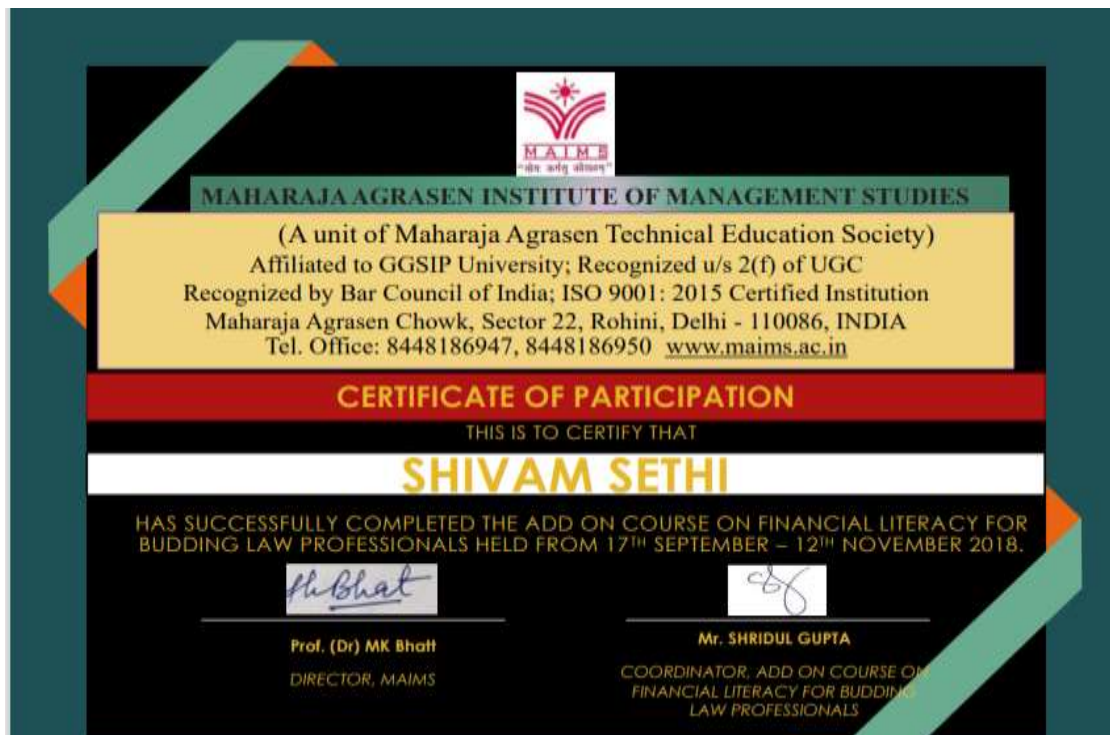 MAIMS
MAHARAJA AGRASEN INSTITUTE OF MANAGEMENT STUDIES
(A unit of Maharaja Agrasen Technical Education Society)
Affiliated to GGSIP University; Recognized u/s 2(f) of UGC
Recognized by Bar Council of India; ISO 9001: 2015 Certified Institution
Maharaja Agrasen Chowk, Sector 22, Rohini, Delhi - 110086, INDIA
Tel. Office: 8448186947, 8448186950 www.maims.ac.in
CERTIFICATE OF PARTICIPATION
THIS IS TO CERTIFY THAT
SHIVAM SETHI
HAS SUCCESSFULLY COMPLETED THE ADD ON COURSE ON FINANCIAL LITERACY FOR
BUDDING LAW PROFESSIONALS HELD FROM 17TH SEPTEMBER – 12TH NOVEMBER 2018.
Prof. (Dr) MK Bhatt
DIRECTOR, MAIMS
Mr. SHRIDUL GUPTA
COORDINATOR, ADD ON COURSE ON
FINANCIAL LITERACY FOR BUDDING
LAW PROFESSIONALS